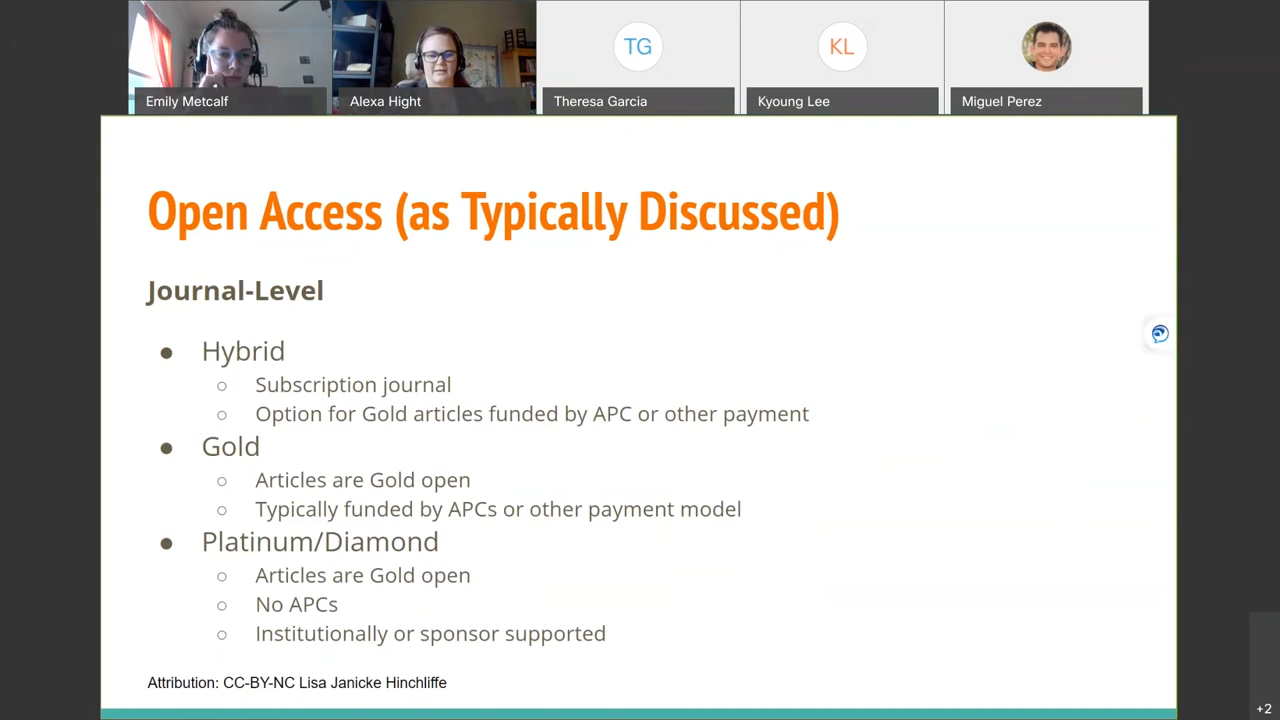 TG
KL
Emily Metcalf
Alexa Hight
Theresa Garcia
Kyoung Lee
Miguel Perez
Open Access (as Typically Discussed)
Journal-Level
● Hybrid
○ Subscription journal
○ Option for Gold articles funded by APC or other payment
● Gold
○ Articles are Gold open
○ Typically funded by APCs or other payment model
● Platinum/Diamond
○ Articles are Gold open
○ No APCs
○ Institutionally or sponsor supported
Attribution: CC-BY-NC Lisa Janicke Hinchliffe
+2